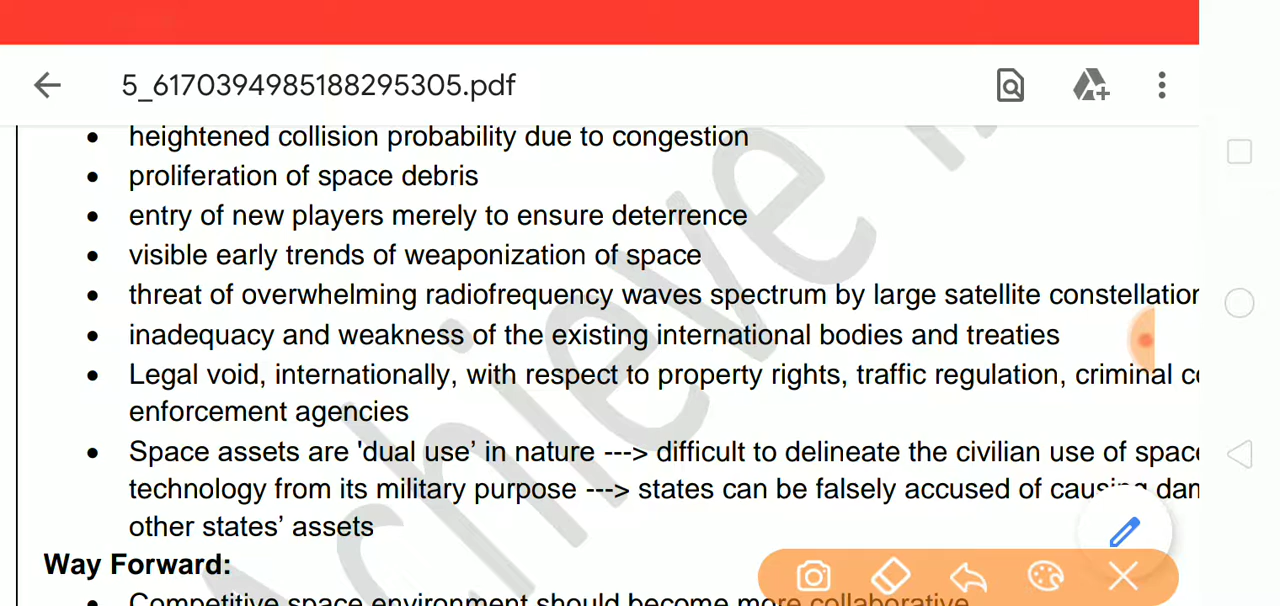 5_6170394985188295305.pdf
• heightened collision probability due to congestion
• proliferation of space debris
• entry of new players merely to ensure deterrence
• visible early trends of weaponization of space
• threat of overwhelming radiofrequency waves spectrum by large satellite
• inadequacy and weakness of the existing international bodies and treaties
• Legal void, internationally, with respect to property rights, traffic regulation, criminal
enforcement agencies
• Space assets are 'dual use’ in nature ---> difficult to delineate the civilian use of
technology from its military purpose ---> states can be falsely accused of
other states’ assets
Way Forward:
• Competitive space environment should become more collaborative